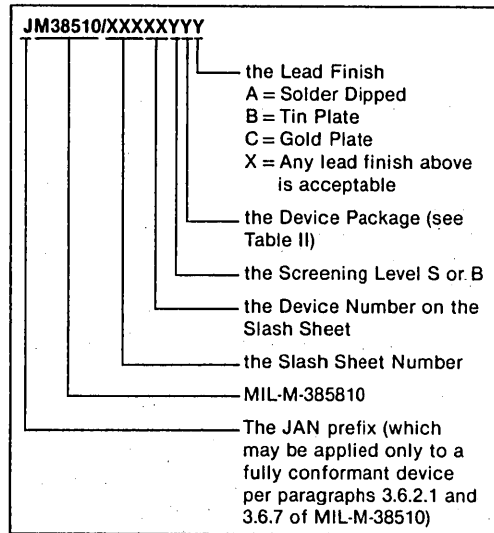 JM38510/XXXXXYYY
the Lead Finish
A = Solder Dipped
B = Tin Plate
C = Gold Plate
X = Any lead finish above
is acceptable
the Device Package (see
Table II)
the Screening Level S or B
the Device Number on the
Slash Sheet
the Slash Sheet Number
MIL-M-385810
The JAN prefix (which
may be applied only to a
fully conformant device
per paragraphs 3.6.2.1 and
3.6.7 of MIL-M-38510)